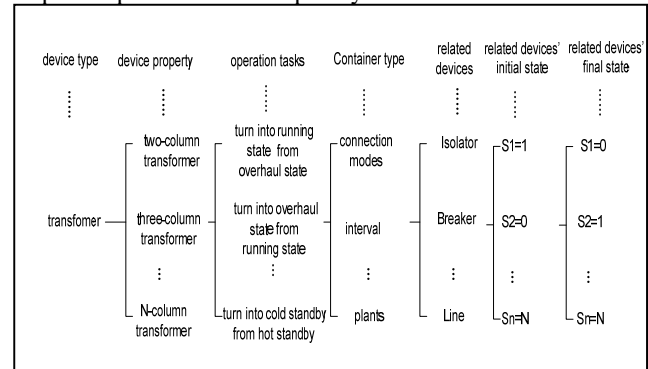 device type device property operation tasks Container type related devices related devices' initial state related devices' final state
two-column transformer turn into running state from overhaul state connection modes Isolator S1=1 S1=0
transfomer three-column transformer turn into overhaul state from running state interval Breaker S2=0 S2=1
N-column transformer turn into cold standby from hot standby plants Line Sn=N Sn=N